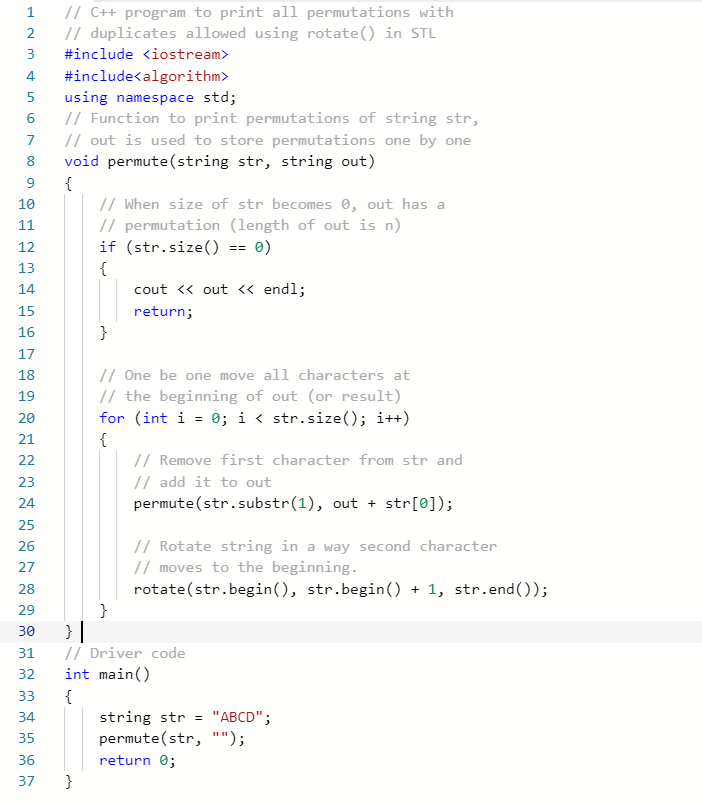 1 // C++ program to print all permutations with
2 // duplicates allowed using rotate() in STL
3 #include <iostream>
4 #include<algorithm>
5 using namespace std;
6 // Function to print permutations of string str,
7 // out is used to store permutations one by one
8 void permute(string str, string out)
9 {
10     // When size of str becomes 0, out has a
11     // permutation (length of out is n)
12     if (str.size() == 0)
13     {
14         cout << out << endl;
15         return;
16     }
17
18     // One be one move all characters at
19     // the beginning of out (or result)
20     for (int i = 0; i < str.size(); i++)
21     {
22         // Remove first character from str and
23         // add it to out
24         permute(str.substr(1), out + str[0]);
25
26         // Rotate string in a way second character
27         // moves to the beginning.
28         rotate(str.begin(), str.begin() + 1, str.end());
29     }
30 }
31 // Driver code
32 int main()
33 {
34     string str = "ABCD";
35     permute(str, "");
36     return 0;
37 }